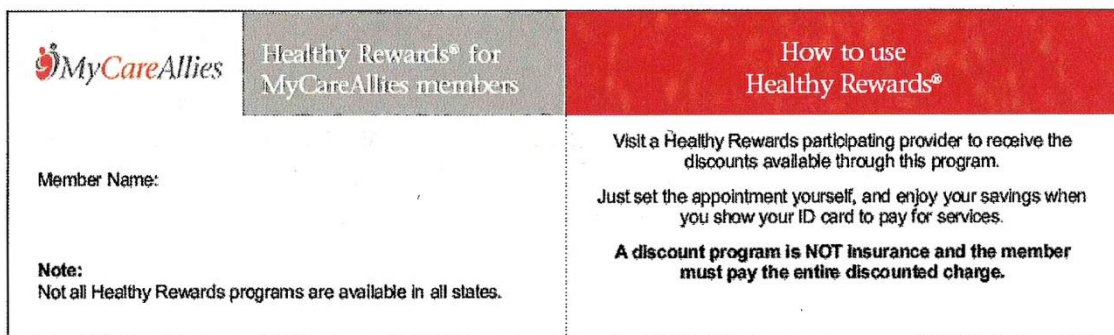 MyCareAllies
Healthy Rewards® for
MyCareAllies members
Member Name:
Note:
Not all Healthy Rewards programs are available in all states.
How to use
Healthy Rewards®
Visit a Healthy Rewards participating provider to receive the
discounts available through this program.
Just set the appointment yourself, and enjoy your savings when
you show your ID card to pay for services.
A discount program is NOT insurance and the member
must pay the entire discounted charge.